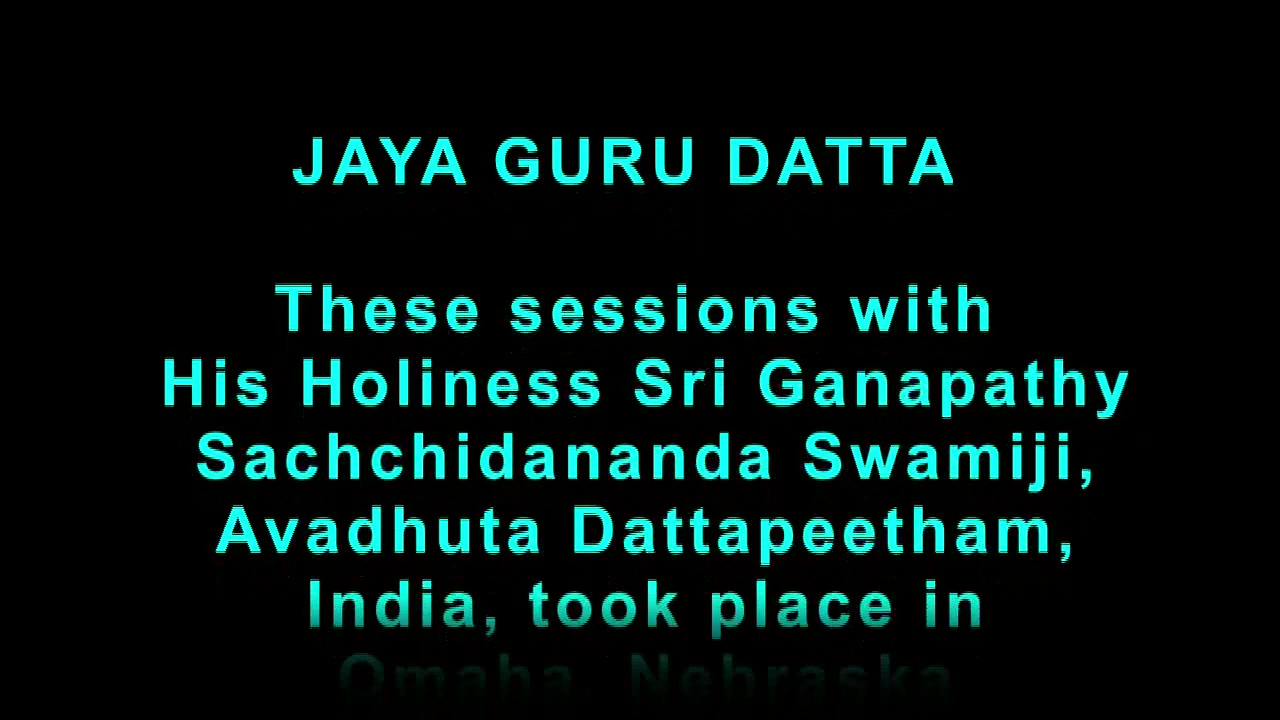 JAYA GURU DATTA
These sessions with
His Holiness Sri Ganapathy
Sachchidananda Swamiji,
Avadhuta Dattapeetham,
India, took place in
Omaha, Nebraska